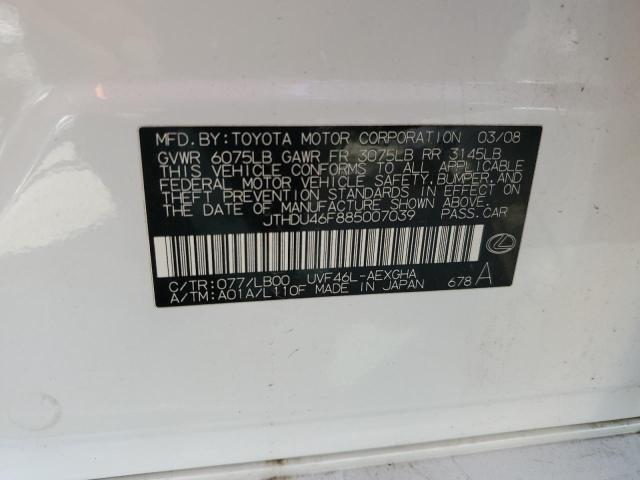 MFD.BY:TOYOTA MOTOR CORPORATION 03/08
GVWR 6075LB GAWR FR 3075LB RR 3145LB
THIS VEHICLE CONFORMS TO ALL APPLICABLE
FEDERAL MOTOR VEHICLE SAFETY,BUMPER,AND
THEFT PREVENTION STANDARDS IN EFFECT ON
THE DATE OF MANUFACTURE SHOWN ABOVE.
JTHDU46F885007039 PASS.CAR
C/TR:077/LB00 UVF46L-AEXGHA
A/TM:A01A/L110F MADE IN JAPAN 678 A